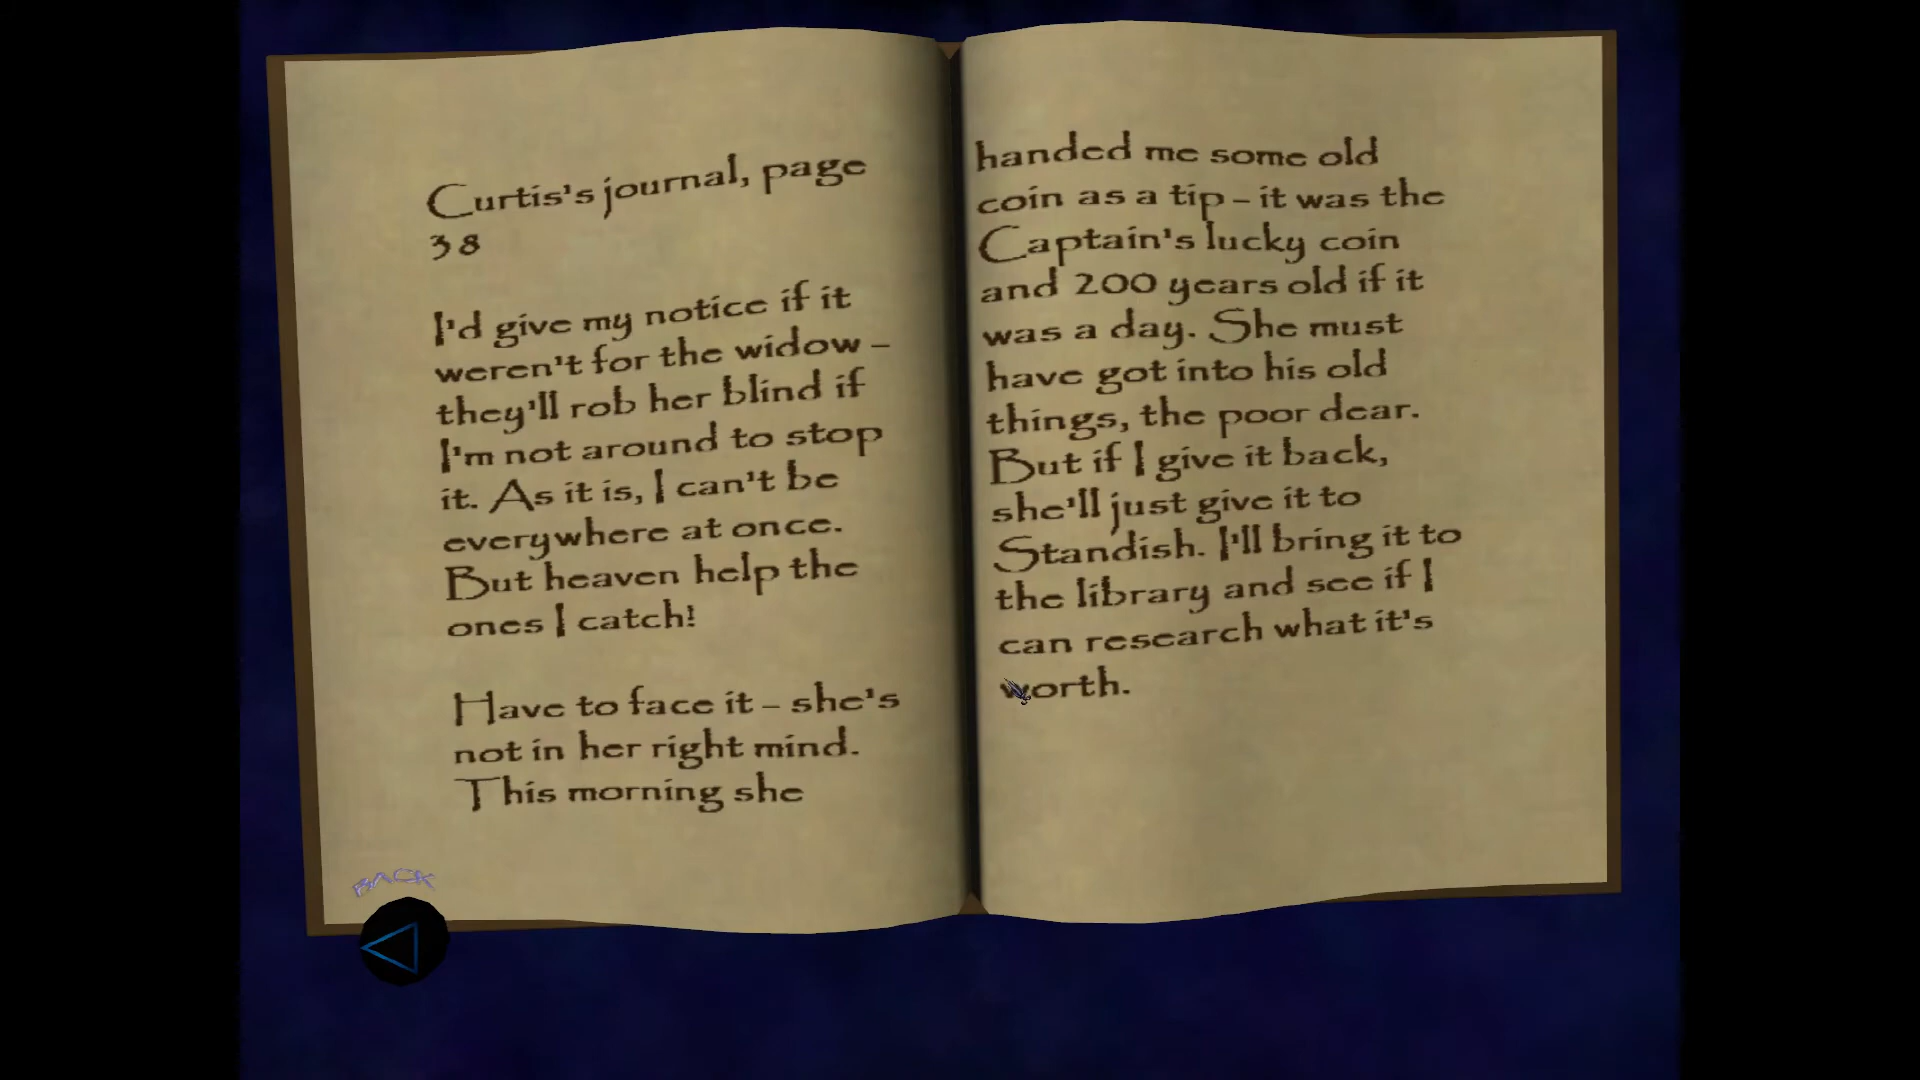 Curtis's journal, page
38
I'd give my notice if it
weren't for the widow –
they'll rob her blind if
I'm not around to stop
it. As it is, I can't be
everywhere at once.
But heaven help the
ones I catch!
Have to face it – she's
not in her right mind.
This morning she
handed me some old
coin as a tip – it was the
Captain's lucky coin
and 200 years old if it
was a day. She must
have got into his old
things, the poor dear.
But if I give it back,
she'll just give it to
Standish. I'll bring it to
the library and see if I
can research what it's
worth.
BACK